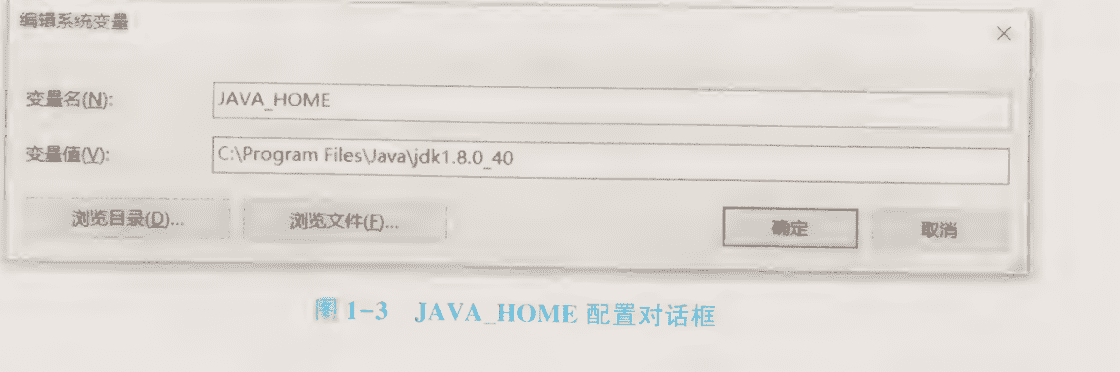 编辑系统变量
变量名(N):
JAVA_HOME
变量值(V):
C:\Program Files\Java\jdk1.8.0_40
浏览目录(D)...
浏览文件(F)...
确定
取消
图 1-3 JAVA_HOME 配置对话框